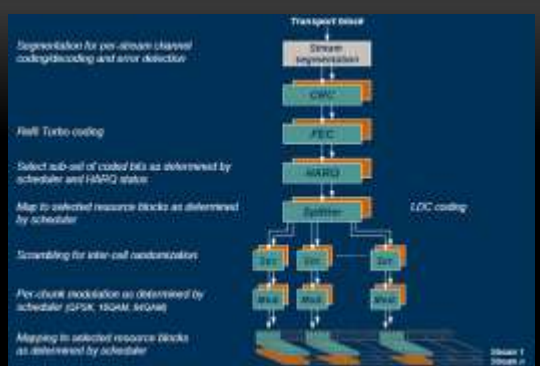 Transport block
Segmentation for per-stream channel
coding/decoding and error detection
Stream
segmentation
CRC
R=1/3 Turbo coding
FEC
Select sub-set of coded bits as determined by
scheduler and HARQ status
HARQ
Map to selected resource blocks as determined
by scheduler
Splitter
LDC coding
Scrambling for inter-cell randomization
Scr. Scr. Scr.
Per-chunk modulation as determined by
scheduler (QPSK, 16QAM, 64QAM)
Mod. Mod. Mod.
Mapping to selected resource blocks
as determined by scheduler
Stream 1
Stream n